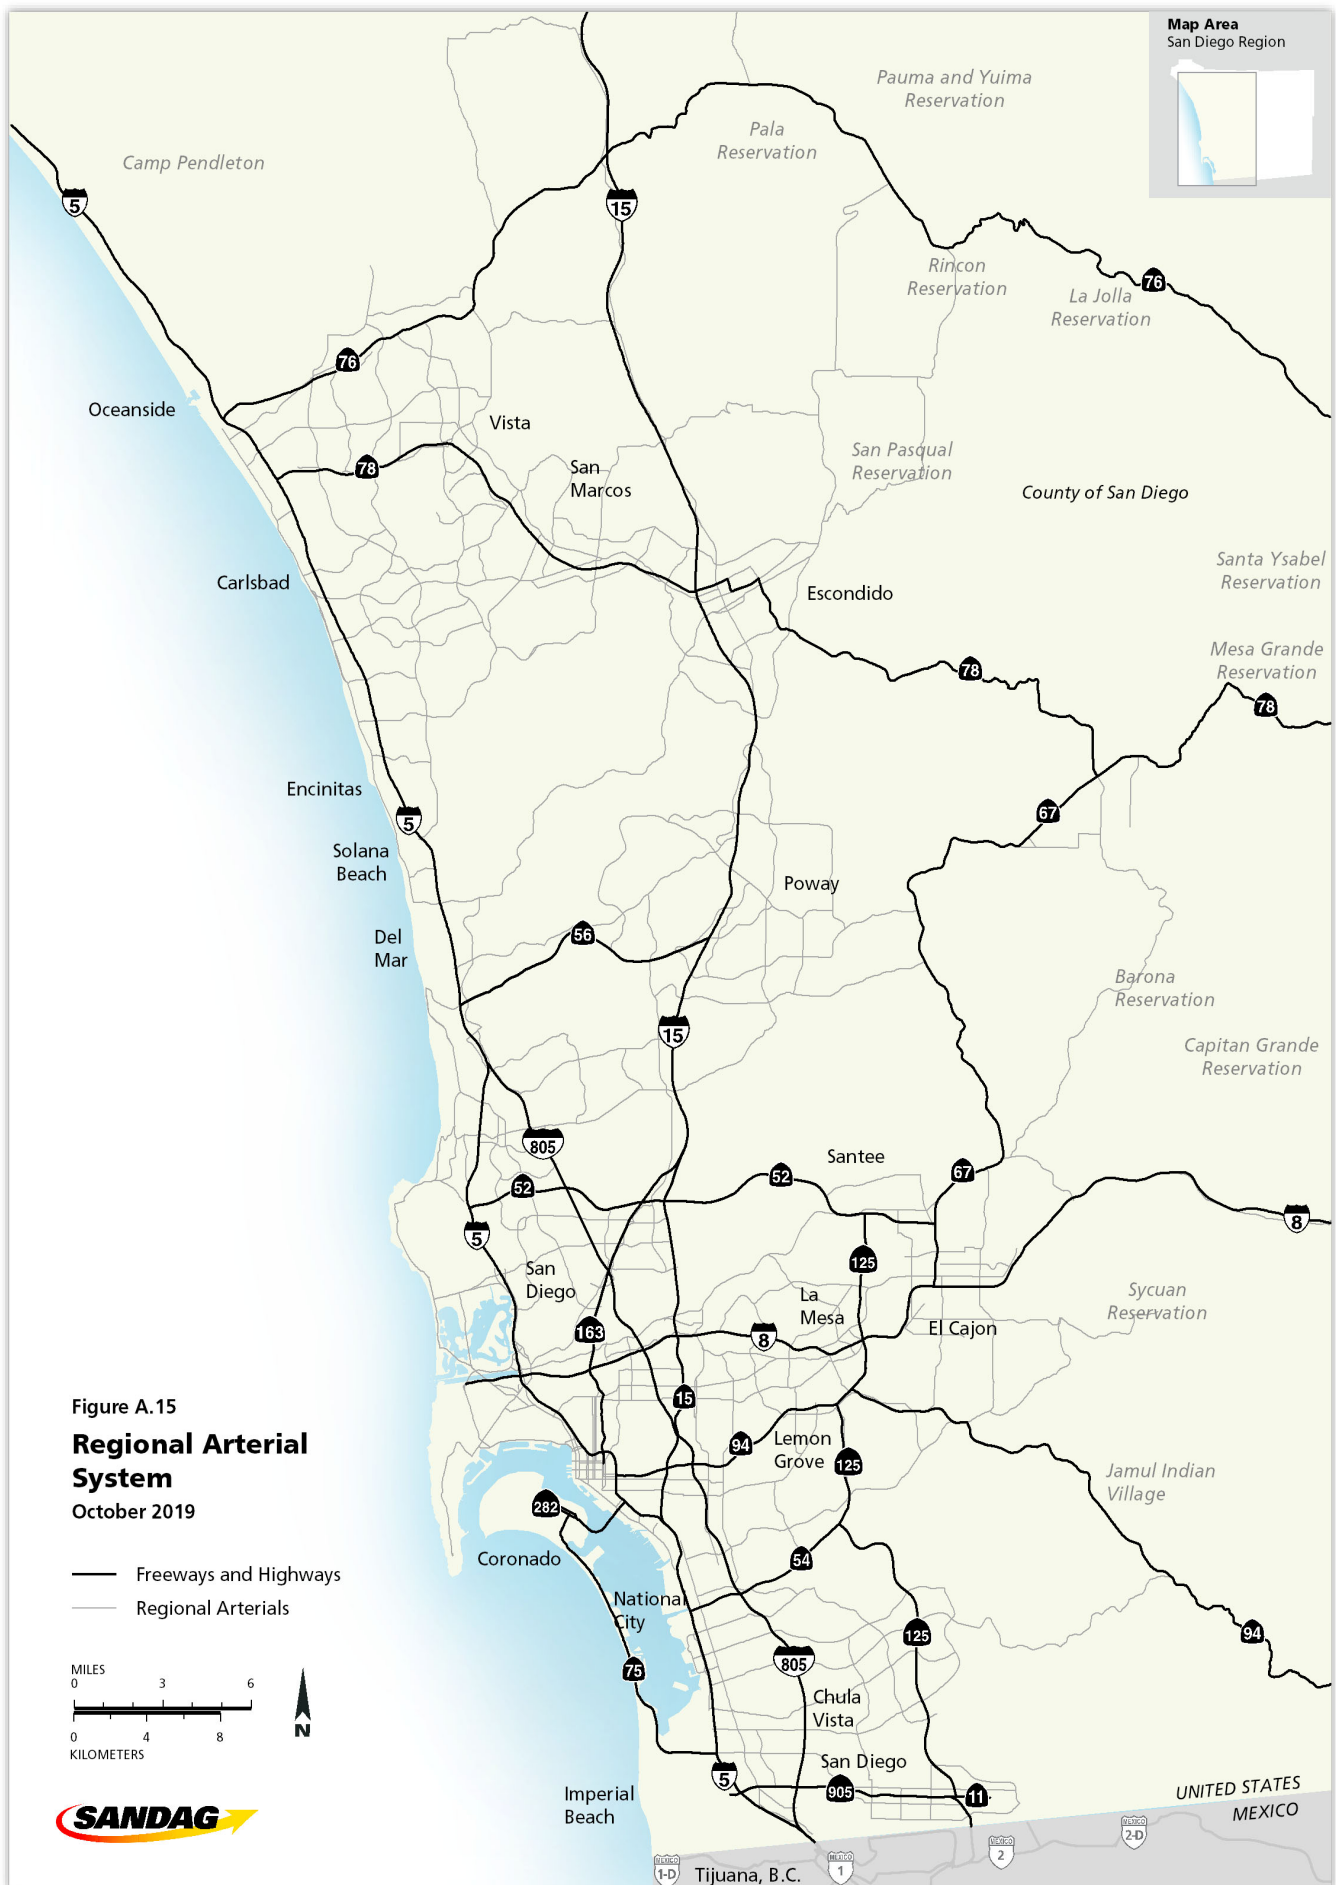 Map Area
San Diego Region
Pauma and Yuima
Reservation
Pala
Reservation
Camp Pendleton
5
15
Rincon
Reservation
La Jolla
Reservation
76
76
Oceanside
Vista
78
San
Marcos
San Pasqual
Reservation
County of San Diego
Santa Ysabel
Reservation
Carlsbad
Escondido
Mesa Grande
Reservation
78
78
Encinitas
5
67
Solana
Beach
Poway
56
Del
Mar
Barona
Reservation
15
Capitan Grande
Reservation
805
Santee
52
52
67
5
8
125
San
Diego
La
Mesa
Sycuan
Reservation
163
8
El Cajon
15
Figure A.15
Regional Arterial
System
October 2019
94
Lemon
Grove
125
Jamul Indian
Village
282
Coronado
54
Freeways and Highways
Regional Arterials
National
City
125
94
75
805
MILES
0 3 6
0 4 8
KILOMETERS
N
Chula
Vista
San Diego
5
905
11
Imperial
Beach
UNITED STATES
MEXICO
SANDAG
MEXICO
1-D
Tijuana, B.C.
MEXICO
1
MEXICO
2
MEXICO
2-D